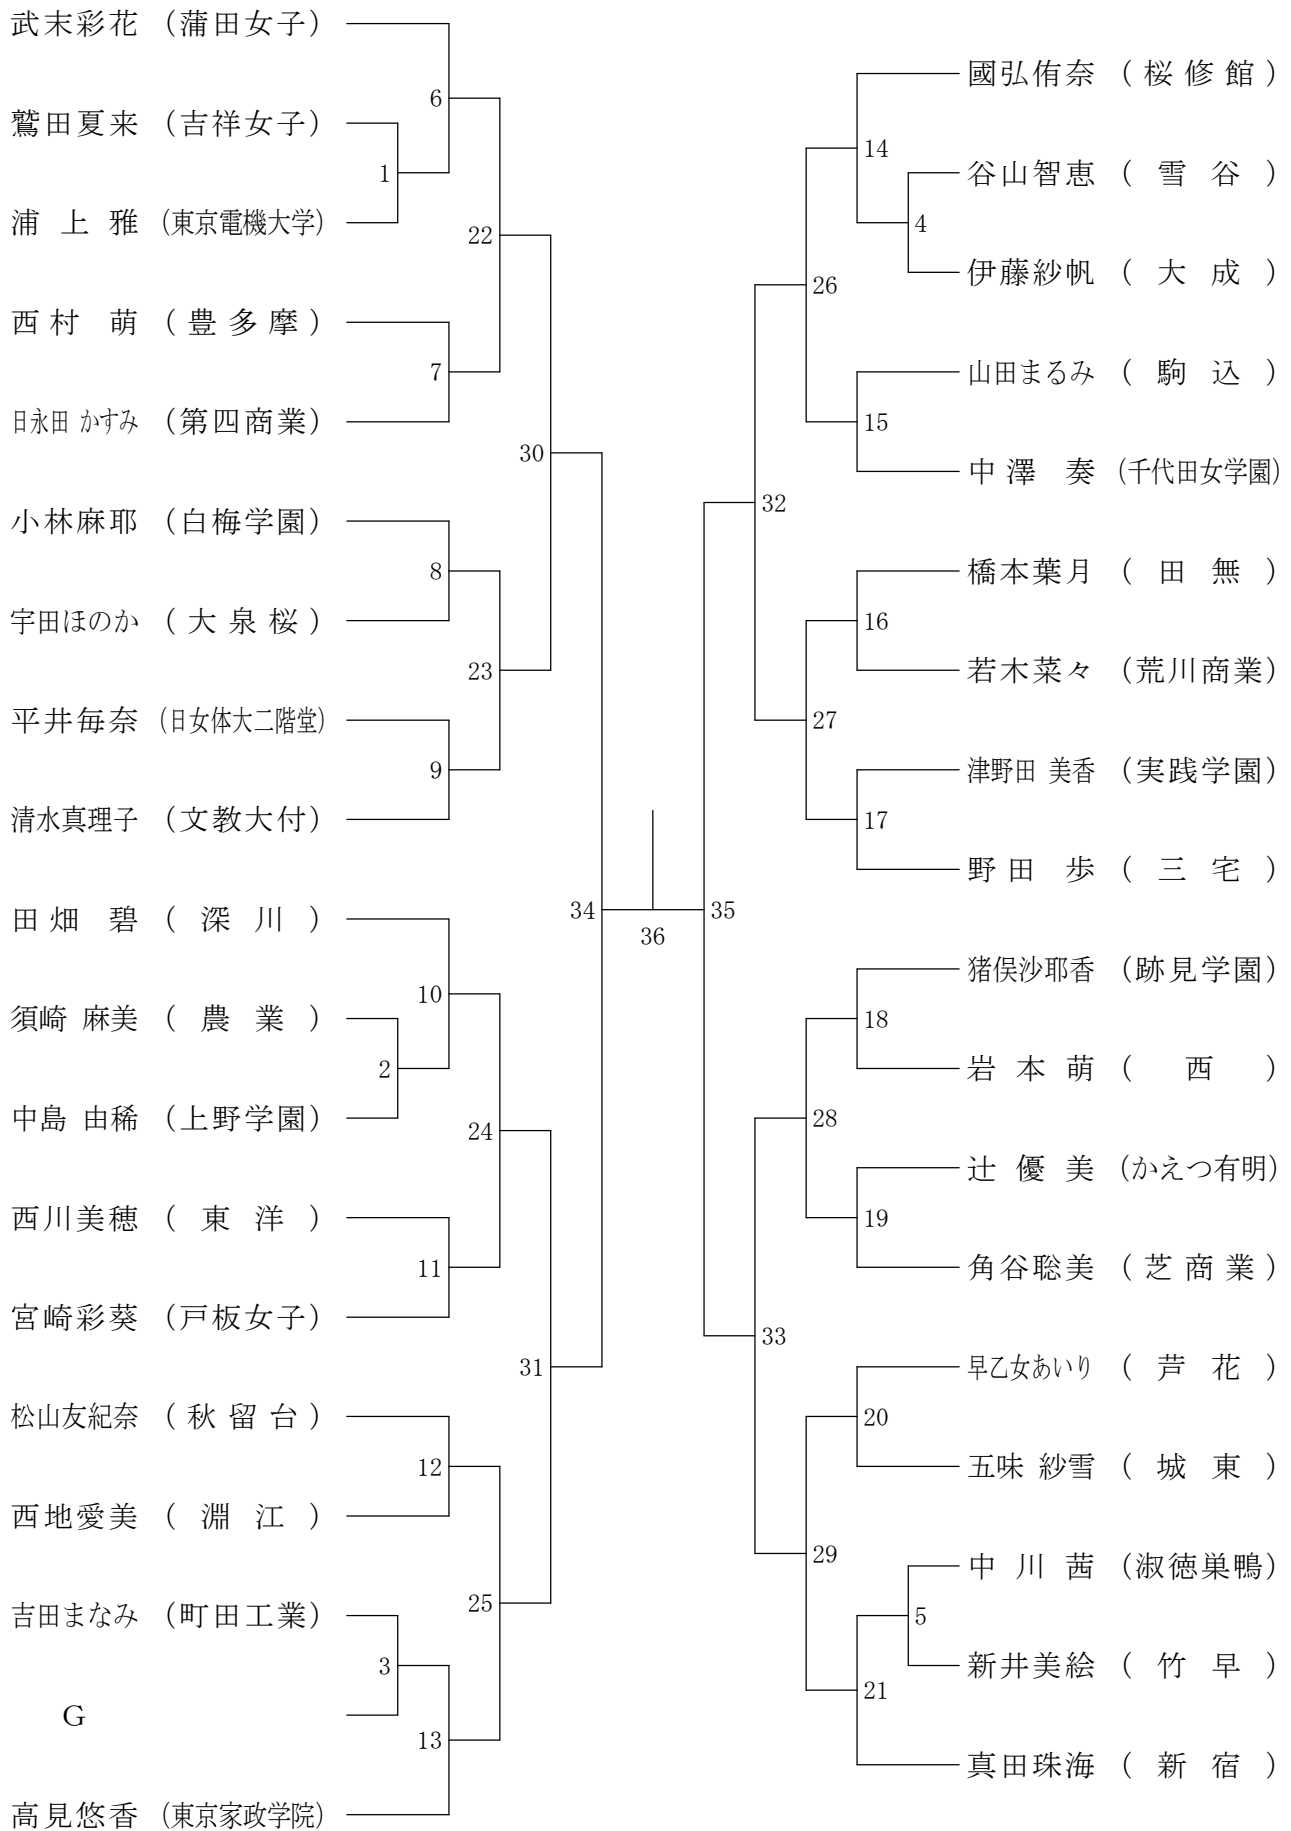 武末彩花 (蒲田女子)
鷲田夏来 (吉祥女子)
浦上雅 (東京電機大学)
西村萌 (豊多摩)
日永田 かすみ (第四商業)
小林麻耶 (白梅学園)
宇田ほのか (大泉桜)
平井毎奈 (日女体大二階堂)
清水真理子 (文教大付)
田畑碧 (深川)
須崎 麻美 (農業)
中島 由稀 (上野学園)
西川美穂 (東洋)
宮崎彩葵 (戸板女子)
松山友紀奈 (秋留台)
西地愛美 (淵江)
吉田まなみ (町田工業)
G
高見悠香 (東京家政学院)
1
2
3
6
7
8
9
10
11
12
13
22
23
24
25
30
31
34
36
35
32
33
26
27
28
29
14
15
16
17
18
19
20
21
4
5
國弘侑奈 (桜修館)
谷山智恵 (雪谷)
伊藤紗帆 (大成)
山田まるみ (駒込)
中澤奏 (千代田女学園)
橋本葉月 (田無)
若木菜々 (荒川商業)
津野田 美香 (実践学園)
野田歩 (三宅)
猪俣沙耶香 (跡見学園)
岩本萌 (西)
辻優美 (かえつ有明)
角谷聡美 (芝商業)
早乙女あいり (芦花)
五味 紗雪 (城東)
中川茜 (淑徳巣鴨)
新井美絵 (竹早)
真田珠海 (新宿)